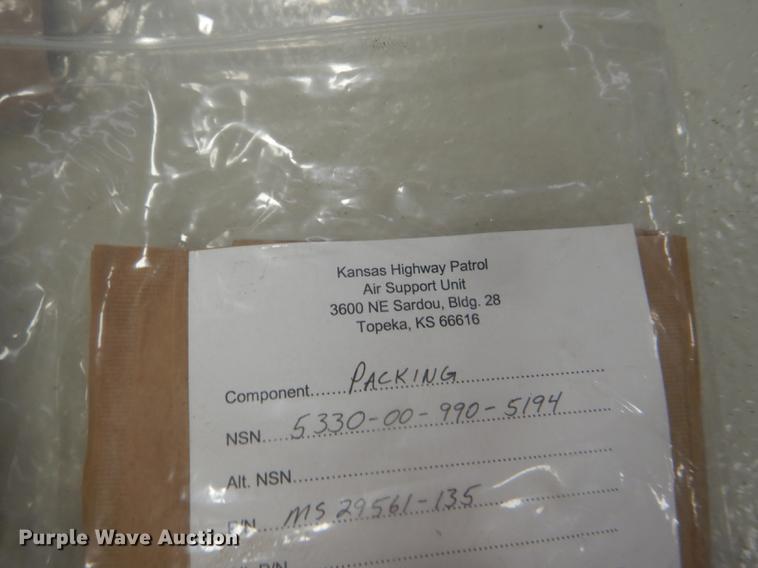 Kansas Highway Patrol
Air Support Unit
3600 NE Sardou, Bldg. 28
Topeka, KS 66616
Component.....PACKING
NSN....5330-00-990-5194
Alt. NSN.....
P/N....MS 29561-135
P/N
Purple Wave Auction